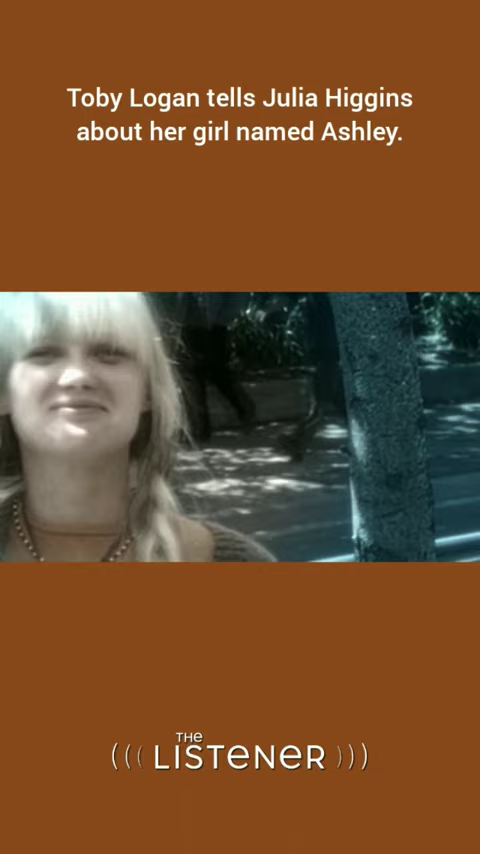 Toby Logan tells Julia Higgins
about her girl named Ashley.
THE
LISTENER